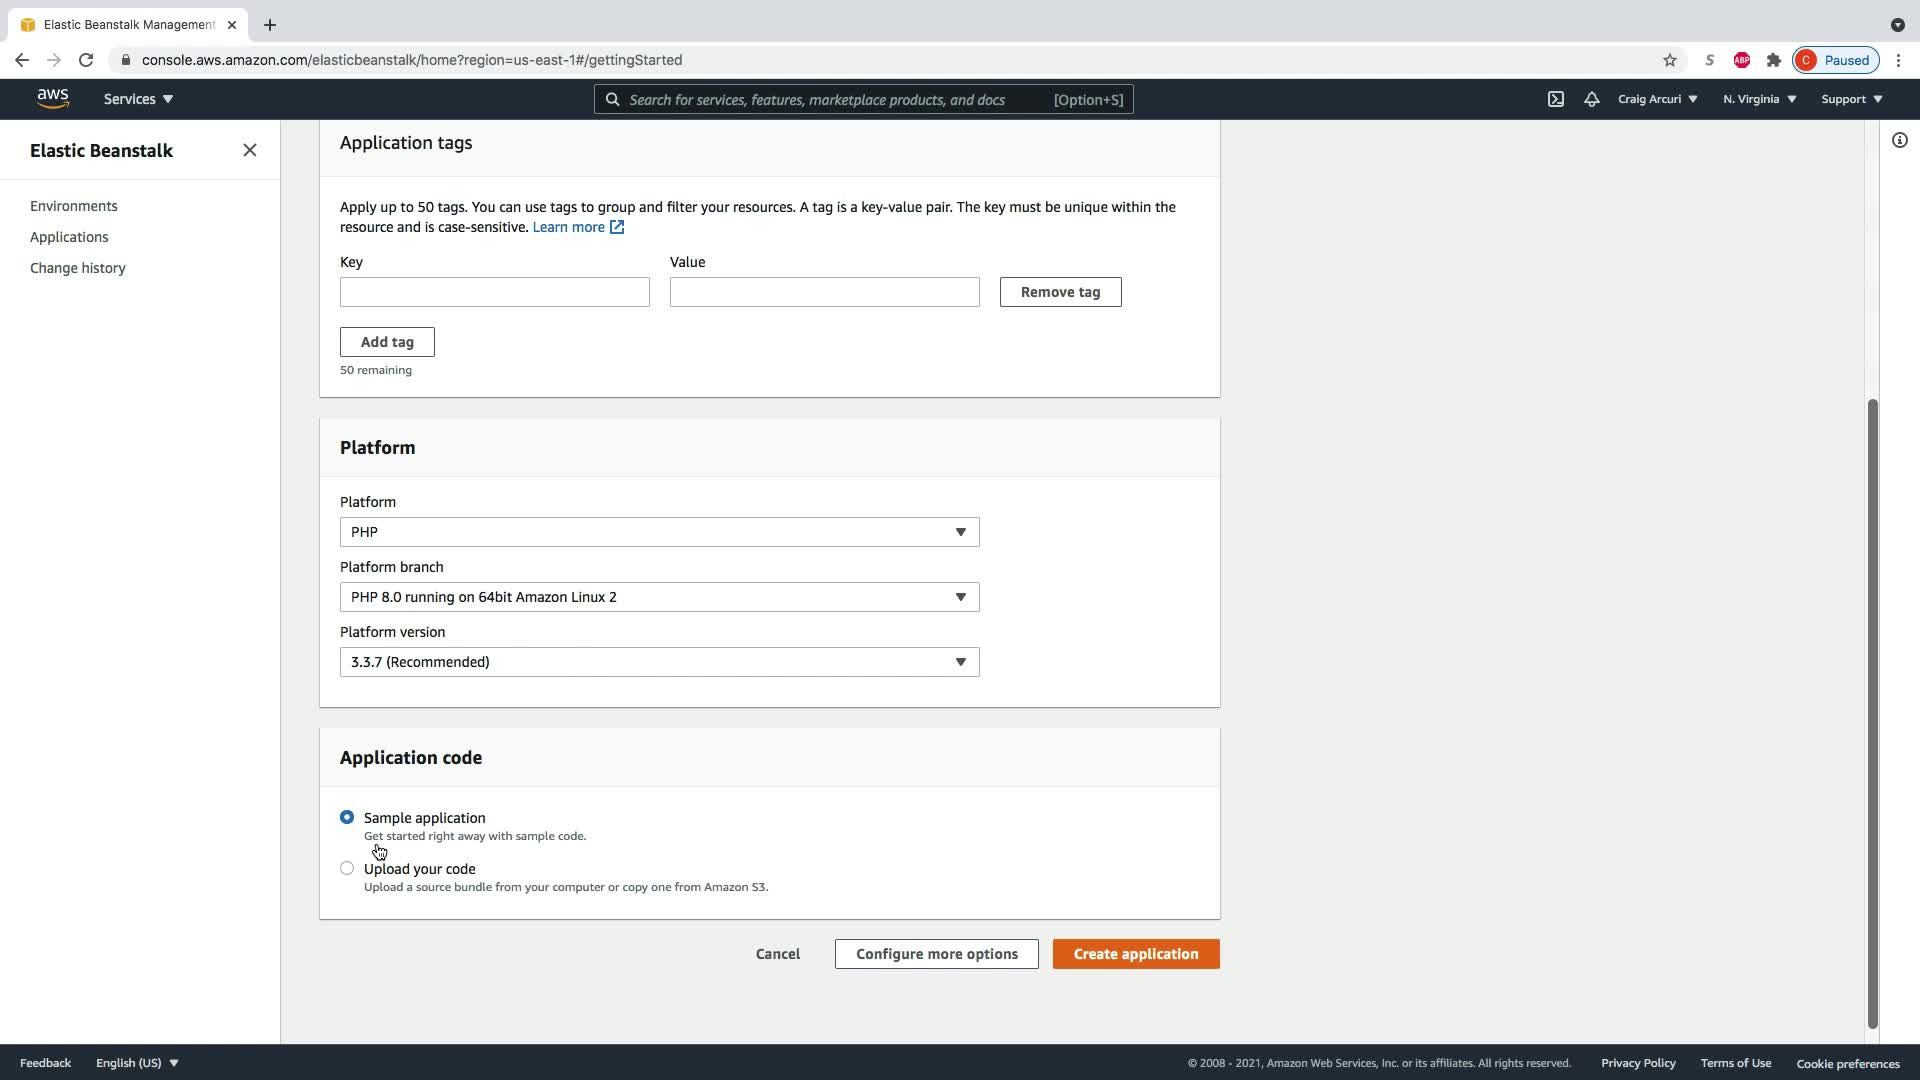 Elastic Beanstalk Management
console.aws.amazon.com/elasticbeanstalk/home?region=us-east-1#/gettingStarted
S
ABP
C
Paused
aws
Services
Search for services, features, marketplace products, and docs
[Option+S]
Craig Arcuri
N. Virginia
Support
Elastic Beanstalk
Environments
Applications
Change history
Application tags
Apply up to 50 tags. You can use tags to group and filter your resources. A tag is a key-value pair. The key must be unique within the
resource and is case-sensitive. Learn more
Key
Value
Remove tag
Add tag
50 remaining
Platform
Platform
PHP
Platform branch
PHP 8.0 running on 64bit Amazon Linux 2
Platform version
3.3.7 (Recommended)
Application code
Sample application
Get started right away with sample code.
Upload your code
Upload a source bundle from your computer or copy one from Amazon S3.
Cancel
Configure more options
Create application
Feedback
English (US)
© 2008 - 2021, Amazon Web Services, Inc. or its affiliates. All rights reserved.
Privacy Policy
Terms of Use
Cookie preferences